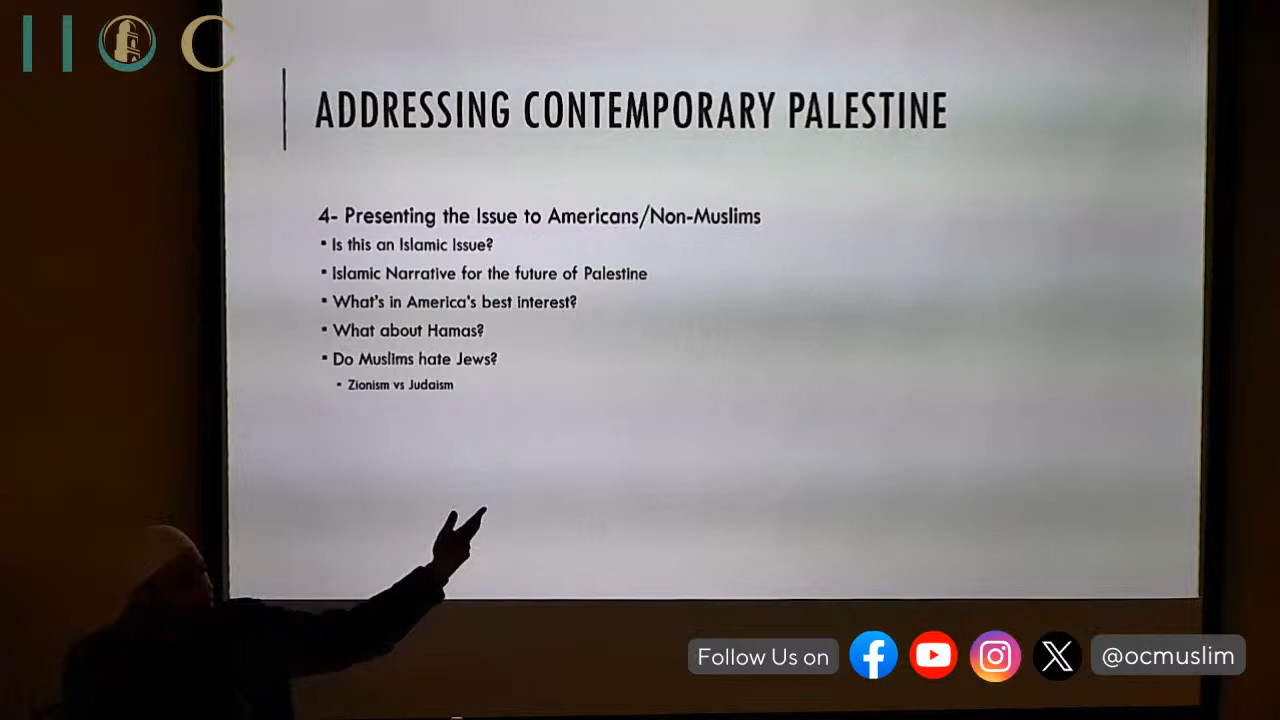 IIOC
ADDRESSING CONTEMPORARY PALESTINE
4- Presenting the Issue to Americans/Non-Muslims
▪ Is this an Islamic Issue?
▪ Islamic Narrative for the future of Palestine
▪ What's in America's best interest?
▪ What about Hamas?
▪ Do Muslims hate Jews?
▪ Zionism vs Judaism
Follow Us on
@ocmuslim